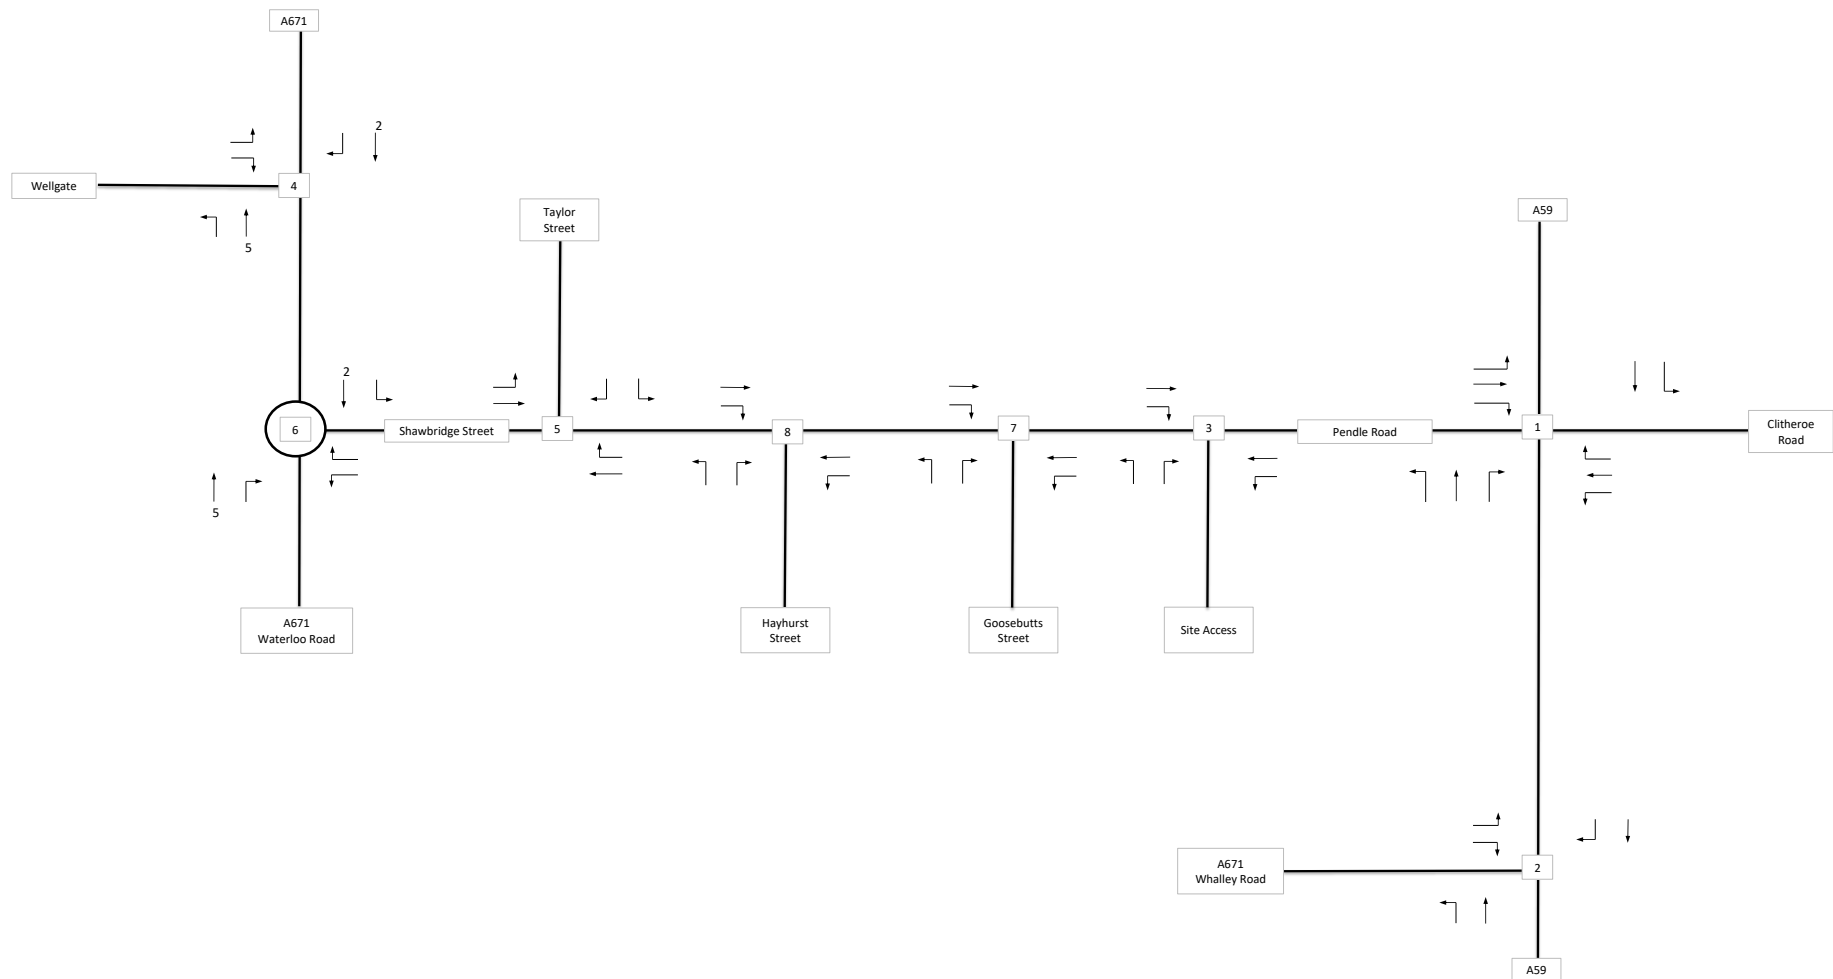 A671
2
Wellgate
4
5
Taylor
Street
A59
2
6
Shawbridge Street
5
8
7
3
Pendle Road
1
Clitheroe
Road
5
A671
Waterloo Road
Hayhurst
Street
Goosebutts
Street
Site Access
A671
Whalley Road
2
A59